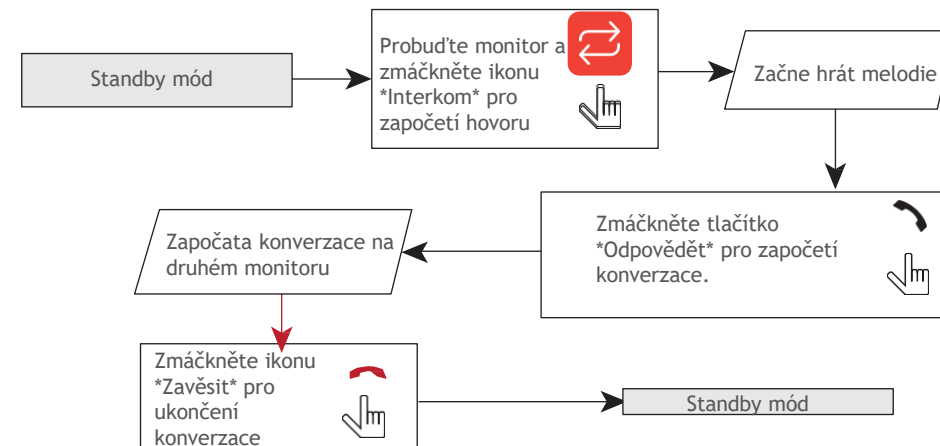 Standby mód
Probuďte monitor a
zmáčkněte ikonu
*Interkom* pro
započetí hovoru
Začne hrát melodie
Zmáčkněte tlačítko
*Odpovědět* pro započetí
konverzace.
Započata konverzace na
druhém monitoru
Zmáčkněte ikonu
*Zavěsit* pro
ukončení
konverzace
Standby mód